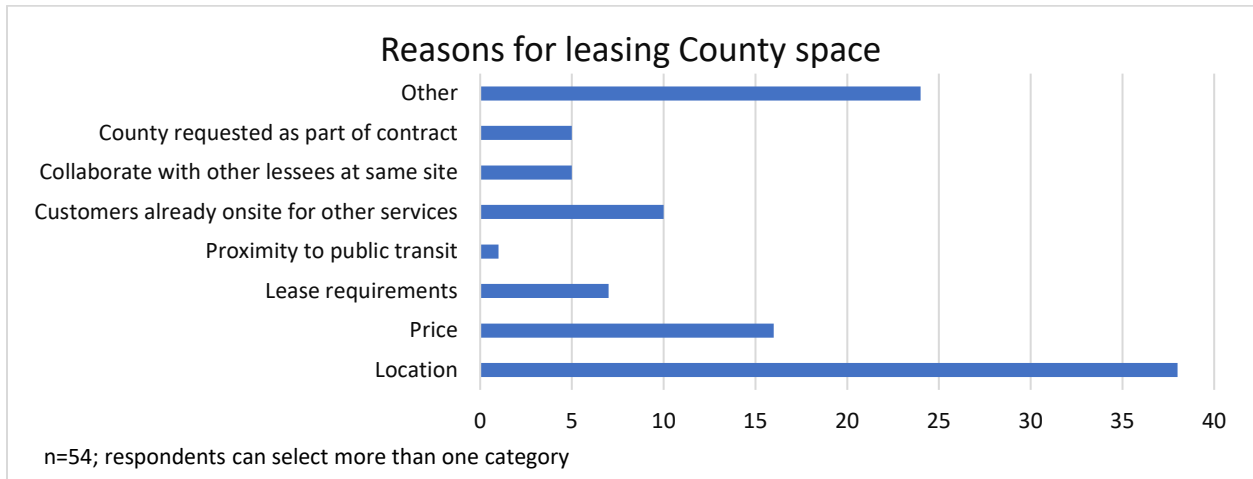 Reasons for leasing County space
Other
County requested as part of contract
Collaborate with other lessees at same site
Customers already onsite for other services
Proximity to public transit
Lease requirements
Price
Location
0 5 10 15 20 25 30 35 40
n=54; respondents can select more than one category